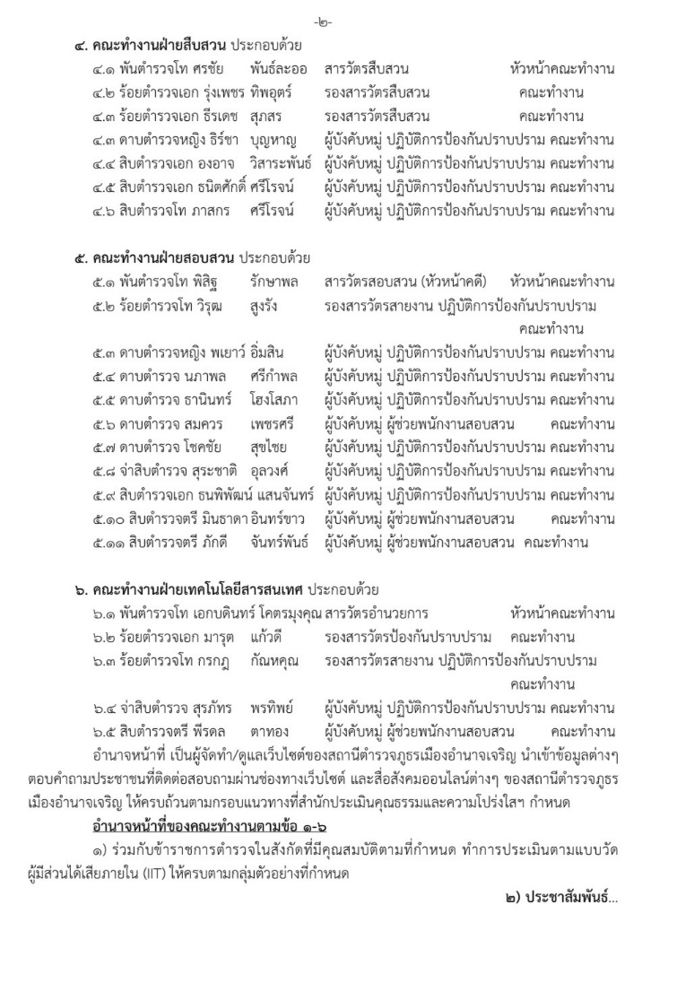 -๒-
๔. คณะทำงานฝ่ายสืบสวน ประกอบด้วย
๔.๑ พันตำรวจโท ศรชัย พันธ์ละออ สารวัตรสืบสวน หัวหน้าคณะทำงาน
๔.๒ ร้อยตำรวจเอก รุ่งเพชร ทิพอุตร์ รองสารวัตรสืบสวน คณะทำงาน
๔.๓ ร้อยตำรวจเอก ธีรเดช สุภสร รองสารวัตรสืบสวน คณะทำงาน
๔.๓ ดาบตำรวจหญิง ธิร์ชา บุญหาญ ผู้บังคับหมู่ ปฏิบัติการป้องกันปราบปราม คณะทำงาน
๔.๔ สิบตำรวจเอก องอาจ วิสาระพันธ์ ผู้บังคับหมู่ ปฏิบัติการป้องกันปราบปราม คณะทำงาน
๔.๕ สิบตำรวจเอก ธนิตศักดิ์ ศรีโรจน์ ผู้บังคับหมู่ ปฏิบัติการป้องกันปราบปราม คณะทำงาน
๔.๖ สิบตำรวจโท ภาสกร ศรีโรจน์ ผู้บังคับหมู่ ปฏิบัติการป้องกันปราบปราม คณะทำงาน
๕. คณะทำงานฝ่ายสอบสวน ประกอบด้วย
๕.๑ พันตำรวจโท พิสิฐ รักษาพล สารวัตรสอบสวน (หัวหน้าคดี) หัวหน้าคณะทำงาน
๕.๒ ร้อยตำรวจโท วิรุฒ สูงรัง รองสารวัตรสายงาน ปฏิบัติการป้องกันปราบปราม
คณะทำงาน
๕.๓ ดาบตำรวจหญิง พเยาว์ อิ่มสิน ผู้บังคับหมู่ ปฏิบัติการป้องกันปราบปราม คณะทำงาน
๕.๔ ดาบตำรวจ นภาพล ศรีกำพล ผู้บังคับหมู่ ปฏิบัติการป้องกันปราบปราม คณะทำงาน
๕.๕ ดาบตำรวจ ธานินทร์ โฮงโสภา ผู้บังคับหมู่ ปฏิบัติการป้องกันปราบปราม คณะทำงาน
๕.๖ ดาบตำรวจ สมควร เพชรศรี ผู้บังคับหมู่ ผู้ช่วยพนักงานสอบสวน คณะทำงาน
๕.๗ ดาบตำรวจ โชคชัย สุขไชย ผู้บังคับหมู่ ปฏิบัติการป้องกันปราบปราม คณะทำงาน
๕.๘ จ่าสิบตำรวจ สุระชาติ อุลวงศ์ ผู้บังคับหมู่ ปฏิบัติการป้องกันปราบปราม คณะทำงาน
๕.๙ สิบตำรวจเอก ธนพิพัฒน์ แสนจันทร์ ผู้บังคับหมู่ ปฏิบัติการป้องกันปราบปราม คณะทำงาน
๕.๑๐ สิบตำรวจตรี มินธาดา อินทร์ขาว ผู้บังคับหมู่ ผู้ช่วยพนักงานสอบสวน คณะทำงาน
๕.๑๑ สิบตำรวจตรี ภักดี จันทร์พันธ์ ผู้บังคับหมู่ ผู้ช่วยพนักงานสอบสวน คณะทำงาน
๖. คณะทำงานฝ่ายเทคโนโลยีสารสนเทศ ประกอบด้วย
๖.๑ พันตำรวจโท เอกบดินทร์ โคตรมุงคุณ สารวัตรอำนวยการ หัวหน้าคณะทำงาน
๖.๒ ร้อยตำรวจเอก มารุต แก้วดี รองสารวัตรป้องกันปราบปราม คณะทำงาน
๖.๓ ร้อยตำรวจโท กรกฎ กัณหคุณ รองสารวัตรสายงาน ปฏิบัติการป้องกันปราบปราม
คณะทำงาน
๖.๔ จ่าสิบตำรวจ สุรภัทร พรทิพย์ ผู้บังคับหมู่ ปฏิบัติการป้องกันปราบปราม คณะทำงาน
๖.๕ สิบตำรวจตรี พีรดล ตาทอง ผู้บังคับหมู่ ผู้ช่วยพนักงานสอบสวน คณะทำงาน
อำนาจหน้าที่ เป็นผู้จัดทำ/ดูแลเว็บไซต์ของสถานีตำรวจภูธรเมืองอำนาจเจริญ นำเข้าข้อมูลต่างๆ
ตอบคำถามประชาชนที่ติดต่อสอบถามผ่านช่องทางเว็บไซต์ และสื่อสังคมออนไลน์ต่างๆ ของสถานีตำรวจภูธร
เมืองอำนาจเจริญ ให้ครบถ้วนตามกรอบแนวทางที่สำนักประเมินคุณธรรมและความโปร่งใสฯ กำหนด
อำนาจหน้าที่ของคณะทำงานตามข้อ ๑-๖
๑) ร่วมกับข้าราชการตำรวจในสังกัดที่มีคุณสมบัติตามที่กำหนด ทำการประเมินตามแบบวัด
ผู้มีส่วนได้เสียภายใน (IIT) ให้ครบตามกลุ่มตัวอย่างที่กำหนด
๒) ประชาสัมพันธ์...